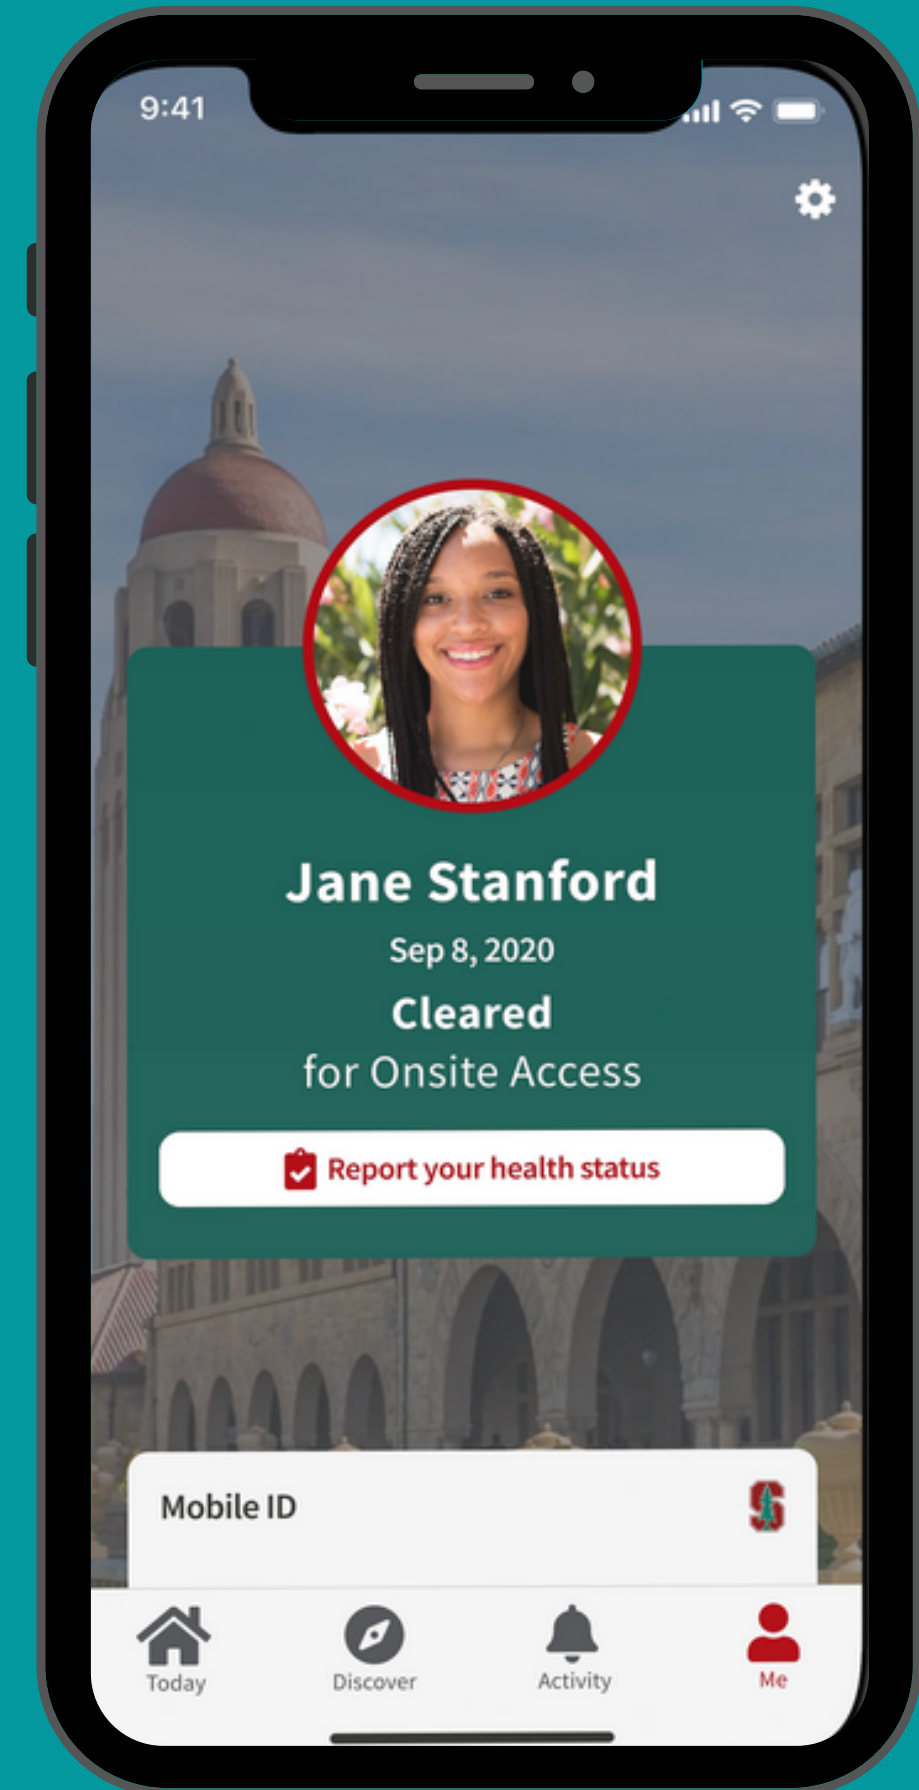 9:41
Jane Stanford
Sep 8, 2020
Cleared
for Onsite Access
Report your health status
Mobile ID
S
Today
Discover
Activity
Me